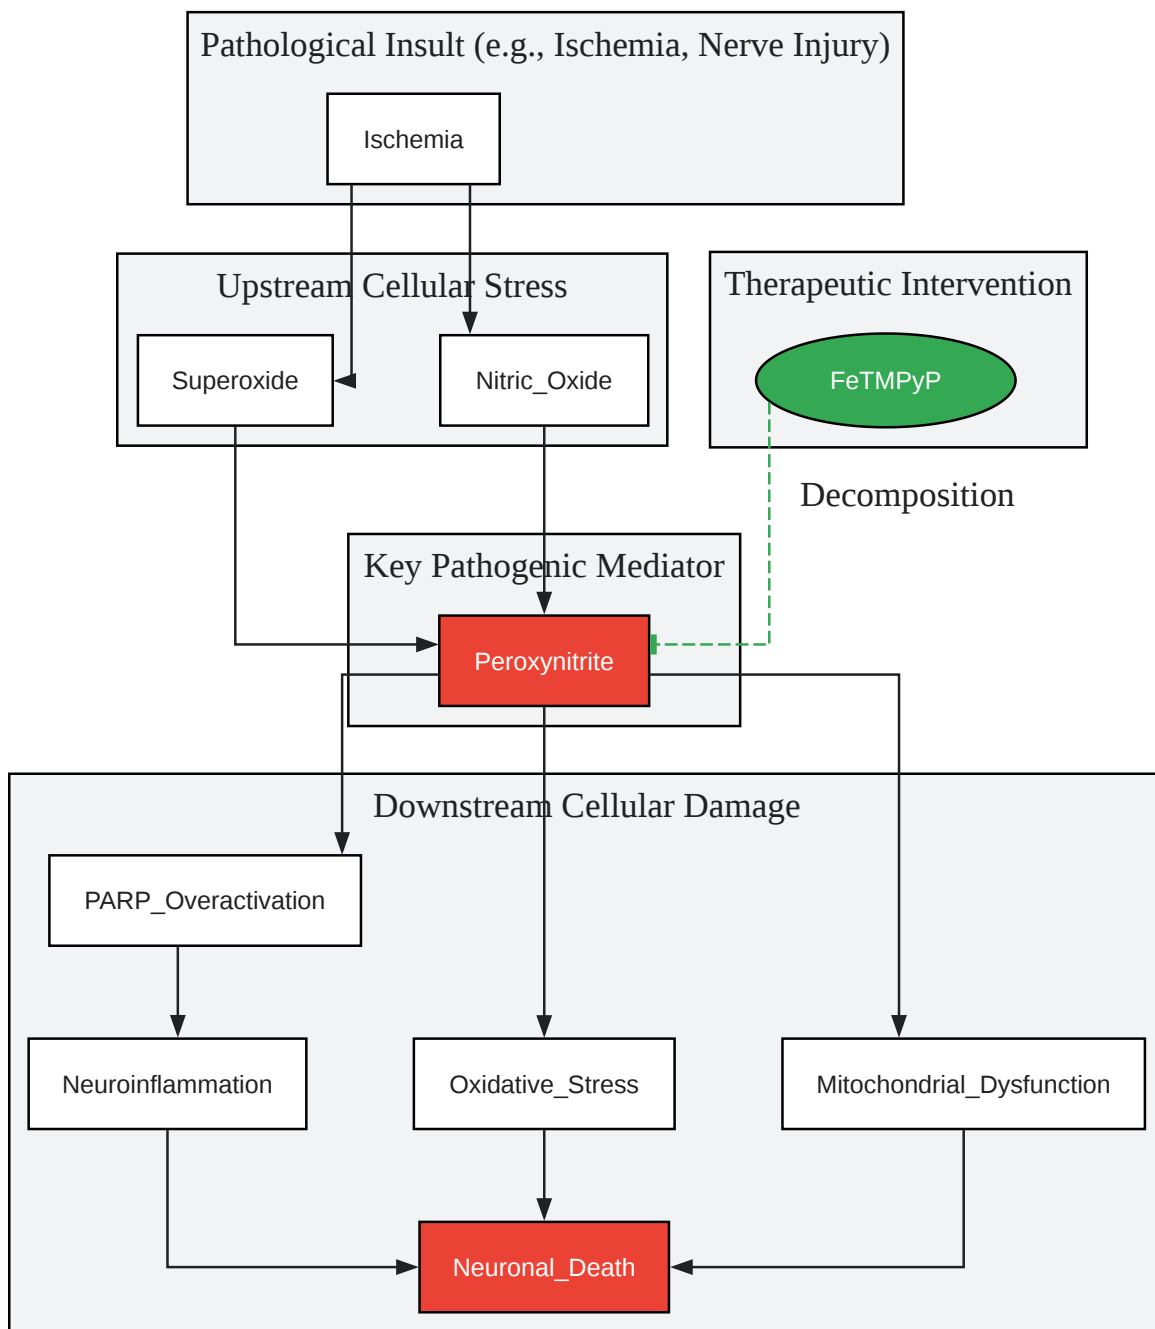 Pathological Insult (e.g., Ischemia, Nerve Injury)
Ischemia
Upstream Cellular Stress
Superoxide
Nitric_Oxide
Therapeutic Intervention
FeTMPyP
Decomposition
Key Pathogenic Mediator
Peroxynitrite
Downstream Cellular Damage
PARP_Overactivation
Neuroinflammation
Oxidative_Stress
Mitochondrial_Dysfunction
Neuronal_Death